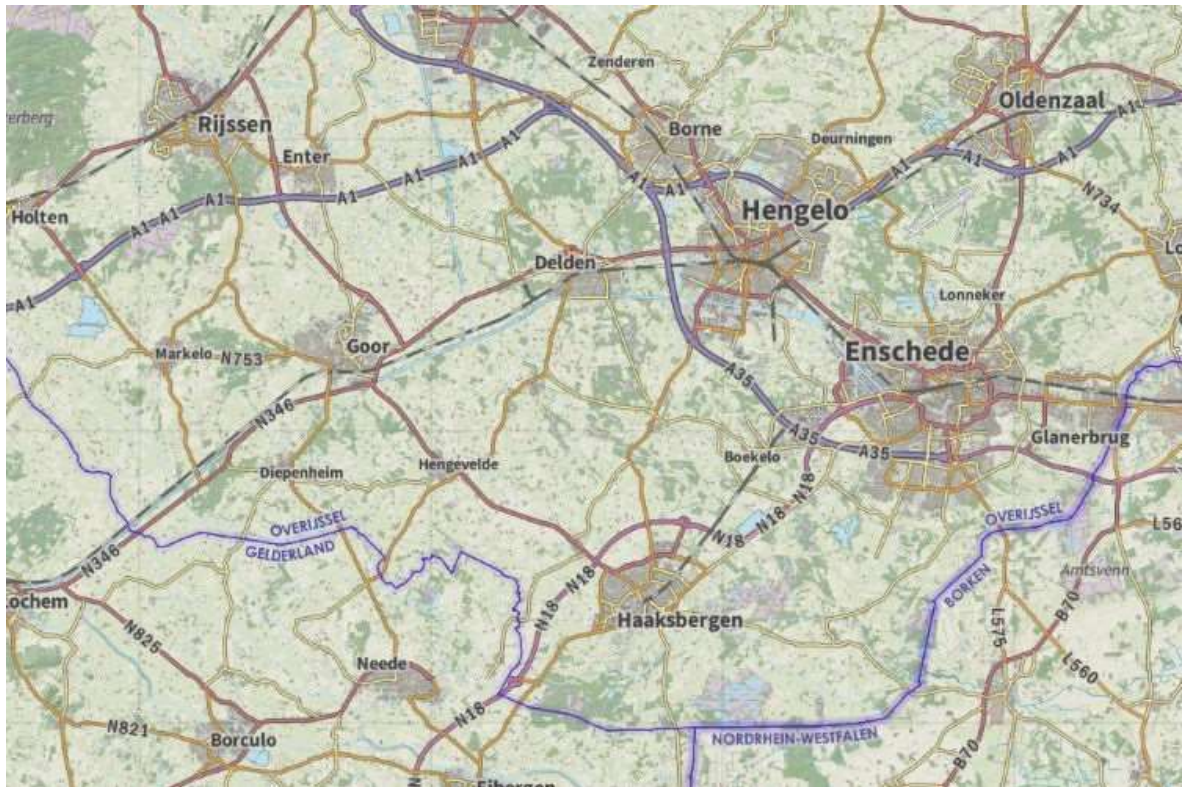 Zenderen
Oldenzaal
Rijssen
Borne
Deurningen
A1
Enter
A1
A1
A1
A1
A1
A1
A1
A1
A1
A1
A1
A1
N734
Holten
Hengelo
Delden
A1
Lonneker
Goor
Enschede
Markelo
N753
A35
N346
A35
A35
Glanerbrug
Hengevelde
Boekelo
Diepenheim
N18
N18
OVERIJSSEL
OVERIJSSEL
GELDERLAND
N18
N346
N18
BORKEN
Amtsvenn
N18
B70
Haaksbergen
L575
N825
Neede
L560
N18
N821
Borculo
NORDRHEIN-WESTFALEN
B70